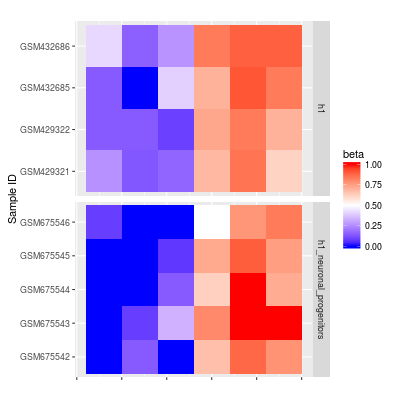 GSM432686
GSM432685
GSM429322
GSM429321
h1
GSM675546
GSM675545
GSM675544
GSM675543
GSM675542
h1_neuronal_progenitors
Sample ID
beta
1.00
0.75
0.50
0.25
0.00